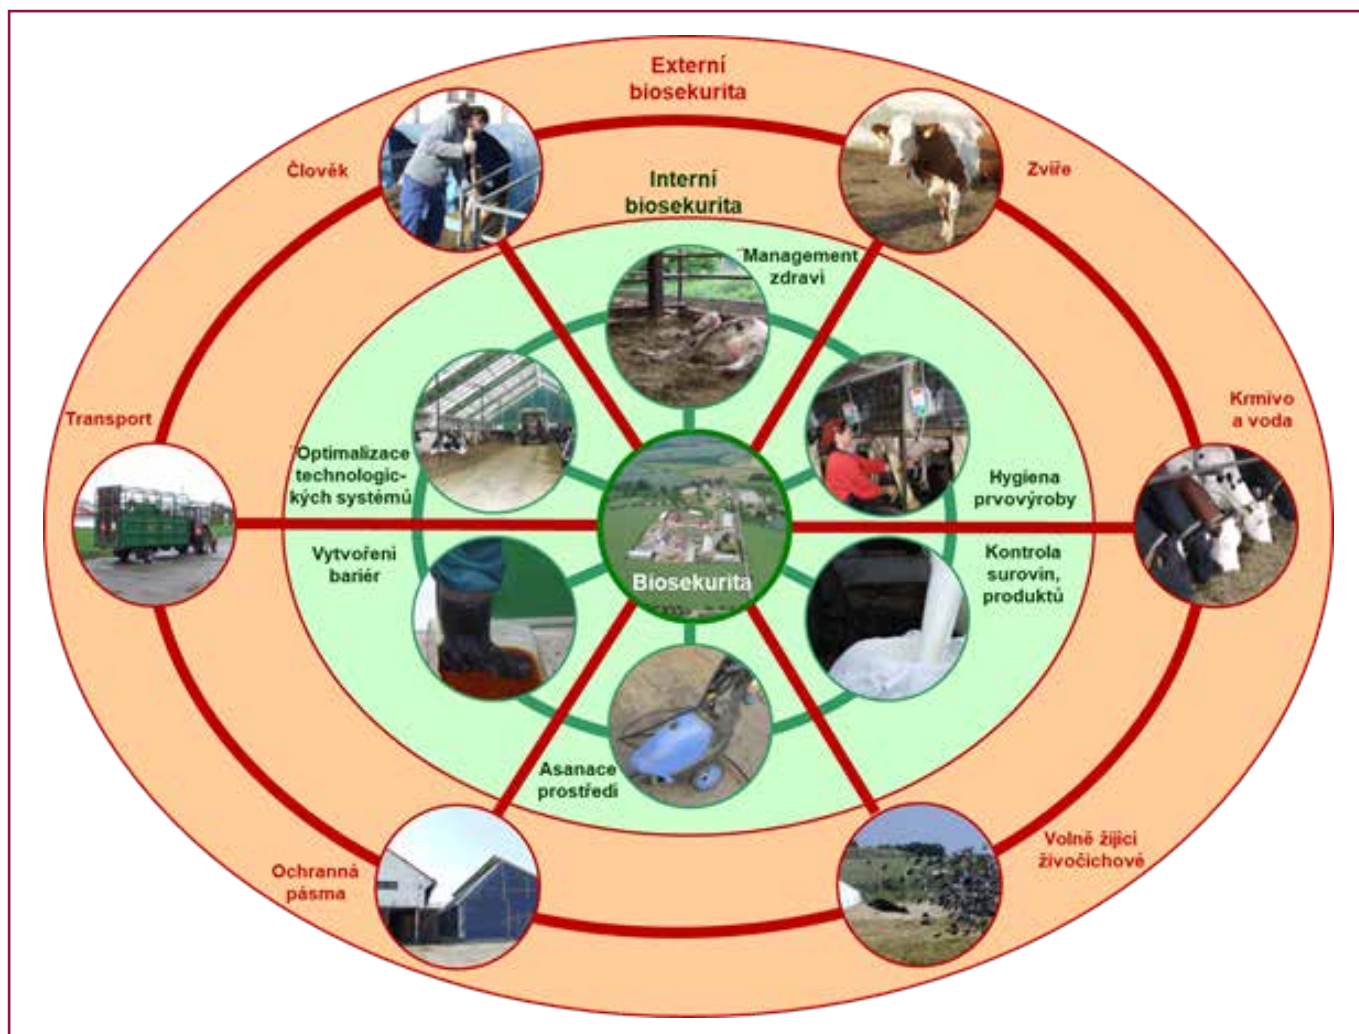 Externí
biosekurita
Člověk
Zvíře
Interní
biosekurita
Management
zdraví
Transport
Krmivo
a voda
Optimalizace
technologic-
kých systémů
Hygiena
prvovýroby
Vytvoření
bariér
Kontrola
surovin,
produktů
Biosekurita
Asanace
prostředí
Ochranná
pásma
Volně žijící
živočichové